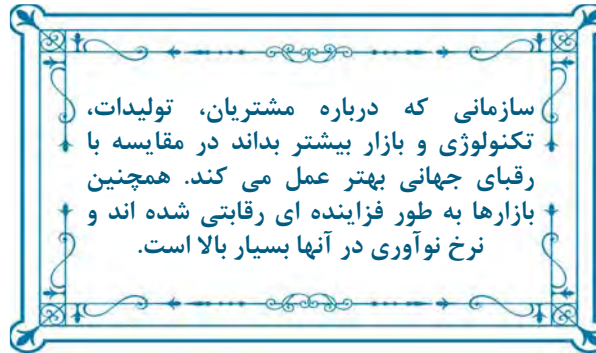 سازمانی که درباره مشتریان، تولیدات،
تکنولوژی و بازار بیشتر بداند در مقایسه با
رقبای جهانی بهتر عمل می کند. همچنین
بازارها به طور فزاینده ای رقابتی شده اند و
نرخ نوآوری در آنها بسیار بالا است.